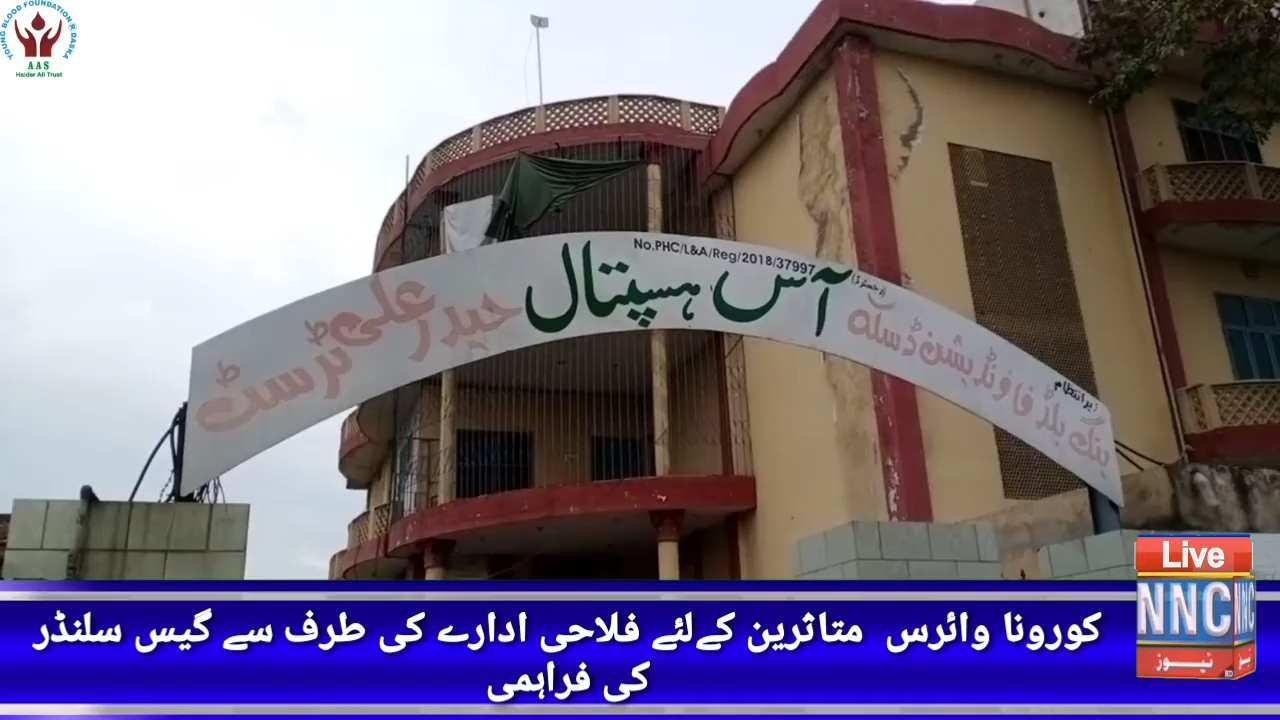 YOUNG BLOOD FOUNDATION.R DASKA
AAS
Haider Ali Trust
No.PHC/L&A/Reg/2018/37997
(رجسٹرڈ)
زیر انتظام
بلڈ فاؤنڈیشن ڈسکہ
آس ہسپتال
حیدر علی ٹرسٹ
Live
NNC
نیوز
کورونا وائرس متاثرین کےلئے فلاحی ادارے کی طرف سے گیس سلنڈر
کی فراہمی